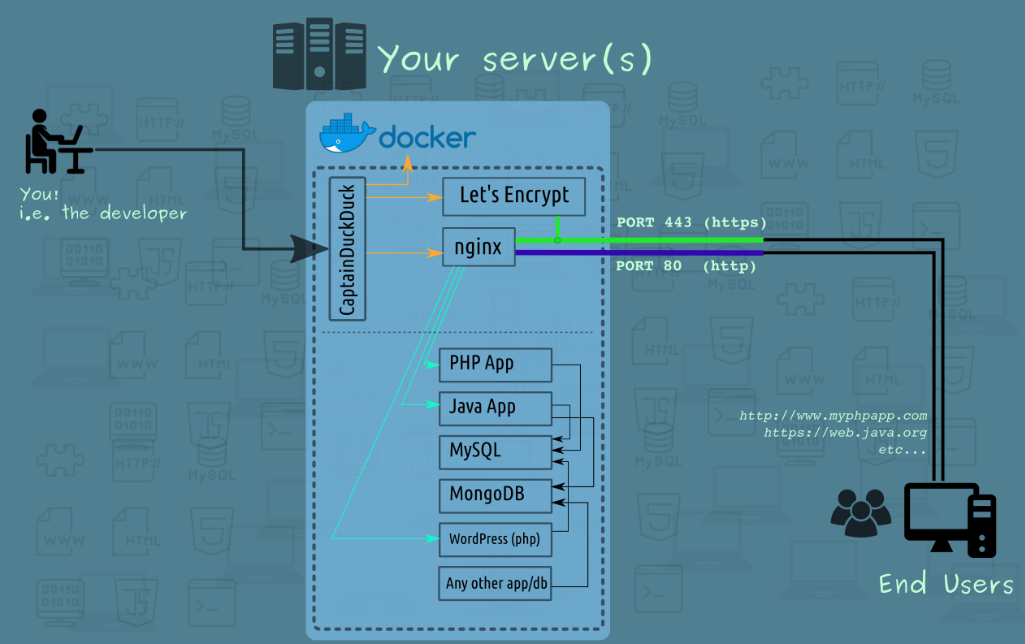 Your server(s)
docker
You!
i.e. the developer
CaptainDuckDuck
Let's Encrypt
nginx
PORT 443 (https)
PORT 80 (http)
PHP App
Java App
MySQL
MongoDB
WordPress (php)
Any other app/db
http://www.myphpapp.com
https://web.java.org
etc...
End Users